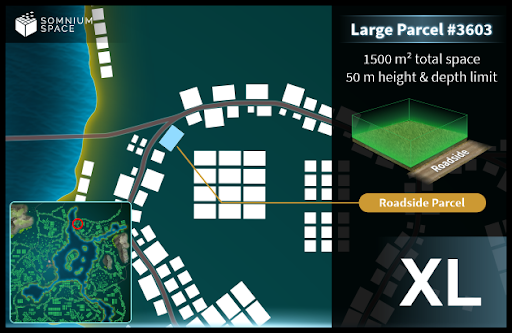 SOMNIUM
SPACE
Large Parcel #3603
1500 m² total space
50 m height & depth limit
Roadside
Roadside Parcel
XL